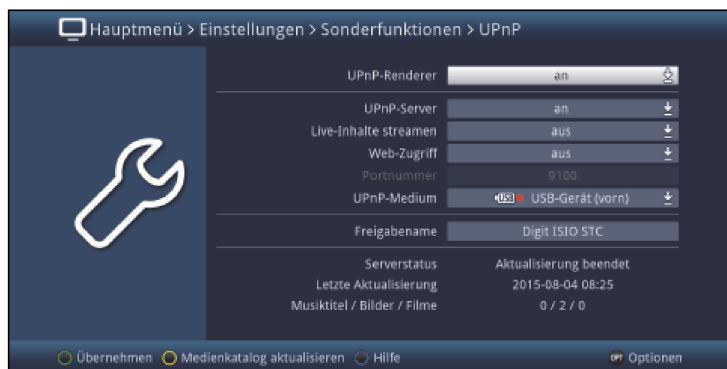 Hauptmenü > Einstellungen > Sonderfunktionen > UPnP
UPnP-Renderer an
UPnP-Server an
Live-Inhalte streamen aus
Web-Zugriff aus
Portnummer 9100
UPnP-Medium USB USB-Gerät (vorn)
Freigabename Digit ISIO STC
Serverstatus Aktualisierung beendet
Letzte Aktualisierung 2015-08-04 08:25
Musiktitel / Bilder / Filme 0 / 2 / 0
Übernehmen Medienkatalog aktualisieren Hilfe OPT Optionen